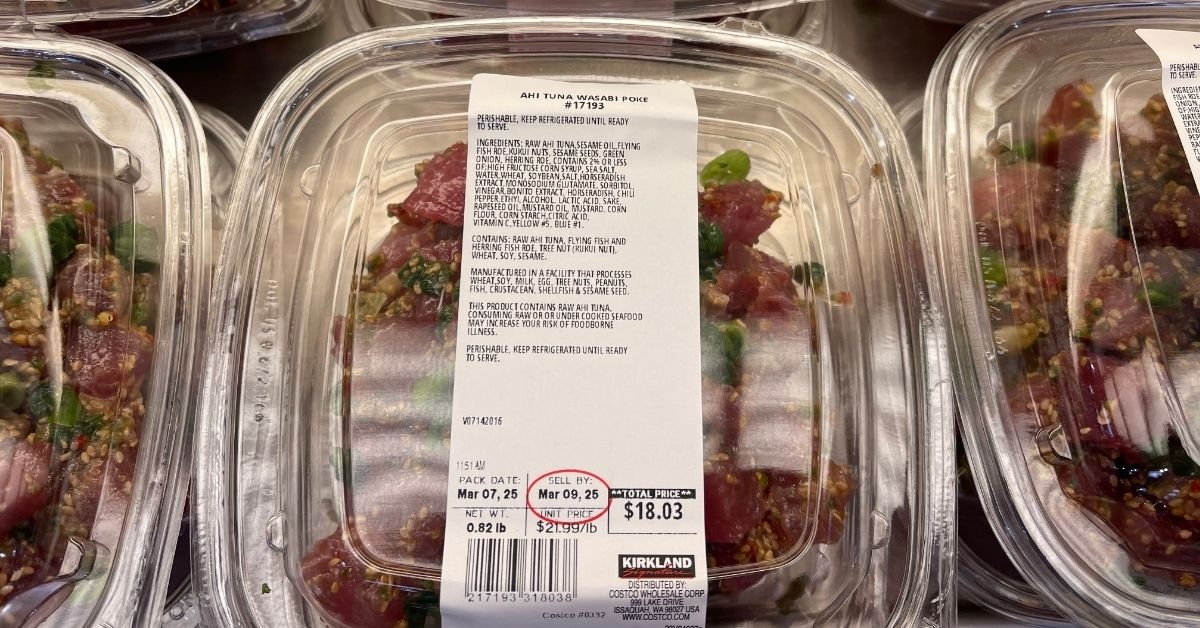 AHI TUNA WASABI POKE
#17193
PERISHABLE, KEEP REFRIGERATED UNTIL READY
TO SERVE.
INGREDIENTS: RAW AHI TUNA,SESAME OIL,FLYING
FISH ROE,KUKUI NUTS, SESAME SEEDS, GREEN
ONION, HERRING ROE, CONTAINS 2% OR LESS
OF:HIGH FRUCTOSE CORN SYRUP, SEA SALT,
WATER,WHEAT, SOYBEAN,SALT,HORSERADISH
EXTRACT,MONOSODIUM GLUTAMATE, SORBITOL,
VINEGAR,BONITO EXTRACT, HORSERADISH, CHILI
PEPPER,ETHYL ALCOHOL, LACTIC ACID, SAKE,
RAPESEED OIL,MUSTARD OIL, MUSTARD, CORN
FLOUR, CORN STARCH,CITRIC ACID,
VITAMIN C,YELLOW #5, BLUE #1.
CONTAINS: RAW AHI TUNA, FLYING FISH AND
HERRING FISH ROE, TREE NUT (KUKUI NUT),
WHEAT, SOY, SESAME.
MANUFACTURED IN A FACILITY THAT PROCESSES
WHEAT,SOY, MILK, EGG, TREE NUTS, PEANUTS,
FISH, CRUSTACEAN, SHELLFISH & SESAME SEED.
THIS PRODUCT CONTAINS RAW AHI TUNA.
CONSUMING RAW OR OR UNDER COOKED SEAFOOD
MAY INCREASE YOUR RISK OF FOODBORNE
ILLNESS.
PERISHABLE, KEEP REFRIGERATED UNTIL READY
TO SERVE.
V07142016
11:51 AM
PACK DATE: SELL BY:
Mar 07, 25 Mar 09, 25 **TOTAL PRICE**
NET WT. UNIT PRICE $18.03
0.82 lb $21.99/lb
217193 318038
KIRKLAND
Signature
DISTRIBUTED BY:
COSTCO WHOLESALE CORP.
999 LAKE DRIVE
ISSAQUAH, WA 98027 USA
WWW.COSTCO.COM
Costco #0332
PERISHABL
TO SERVE.
INGREDIE
FISH ROE
ONION,